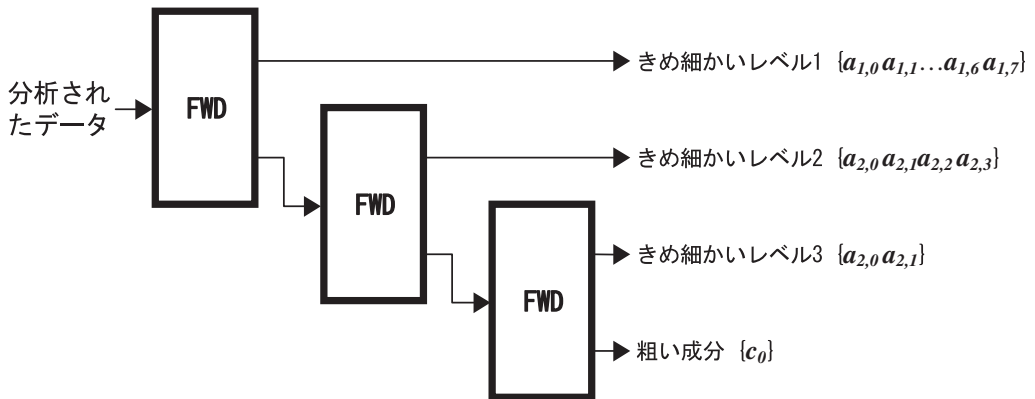 分析され
たデータ
FWD
FWD
FWD
きめ細かいレベル1 {a1,0 a1,1...a1,6 a1,7}
きめ細かいレベル2 {a2,0 a2,1 a2,2 a2,3}
きめ細かいレベル3 {a2,0 a2,1}
粗い成分 {c0}